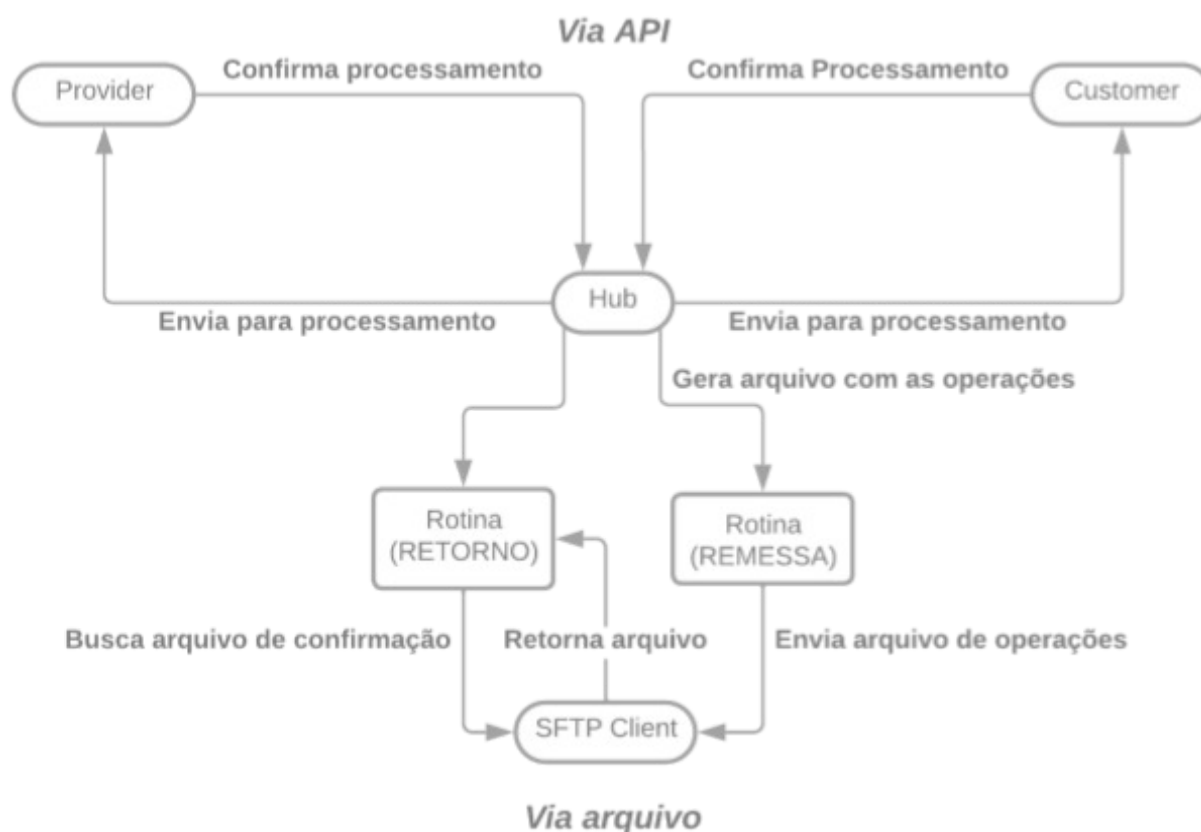 Via API
Confirma processamento
Confirma Processamento
Provider
Customer
Hub
Envia para processamento
Envia para processamento
Gera arquivo com as operações
Rotina
(RETORNO)
Rotina
(REMESSA)
Busca arquivo de confirmação
Retorna arquivo
Envia arquivo de operações
SFTP Client
Via arquivo